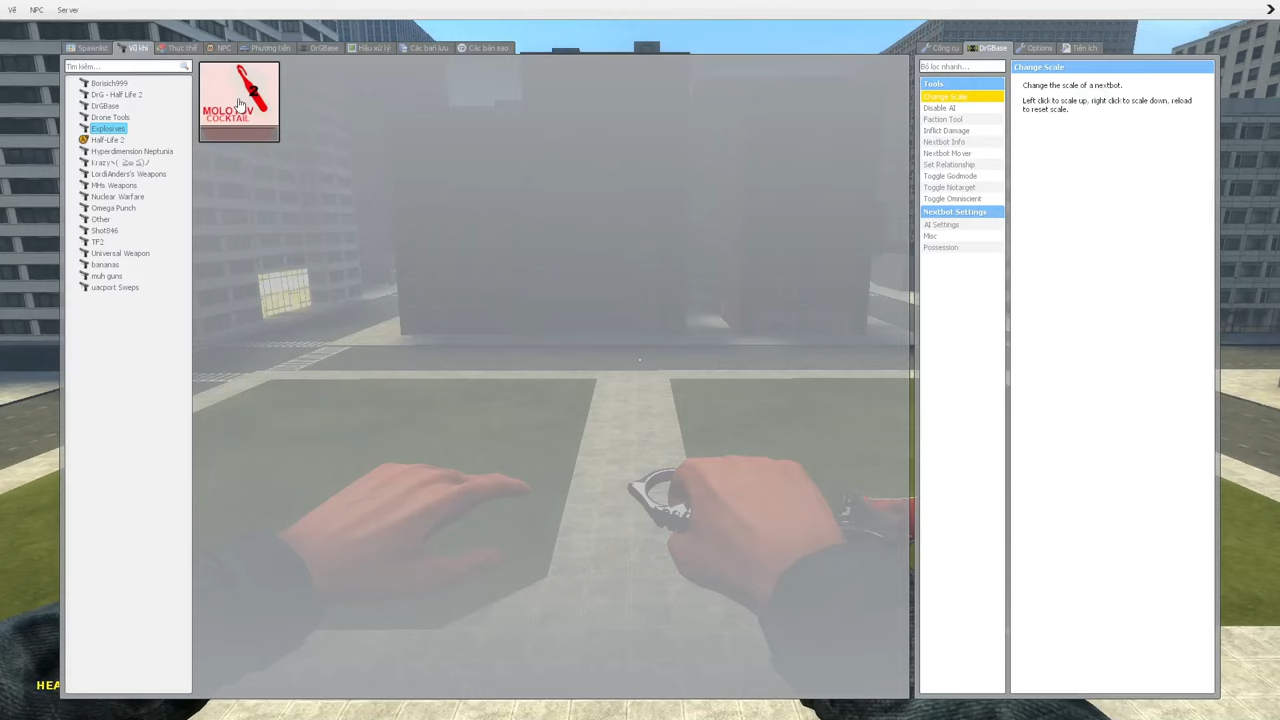 Vẽ NPC Server
Spawnlist Vũ khí Thực thể NPC Phương tiện DrGBase Hậu xử lý Các bản lưu Các bản sao
Công cụ DrGBase Options Tiện ích
Tìm kiếm...
Borisich999
DrG - Half Life 2
DrGBase
Drone Tools
Explosives
Half-Life 2
Hyperdimension Neptunia
LordiAnders's Weapons
MHs Weapons
Nuclear Warfare
Omega Punch
Other
Shot846
TF2
Universal Weapon
bananas
muh guns
uacport Sweps
MOLOTOV
COCKTAIL
Bộ lọc nhanh...
Tools
Change Scale
Disable AI
Faction Tool
Inflict Damage
Nextbot Info
Nextbot Mover
Set Relationship
Toggle Godmode
Toggle Notarget
Toggle Omniscient
Nextbot Settings
AI Settings
Misc
Possession
Change Scale
Change the scale of a nextbot.
Left click to scale up, right click to scale down, reload
to reset scale.
HEA